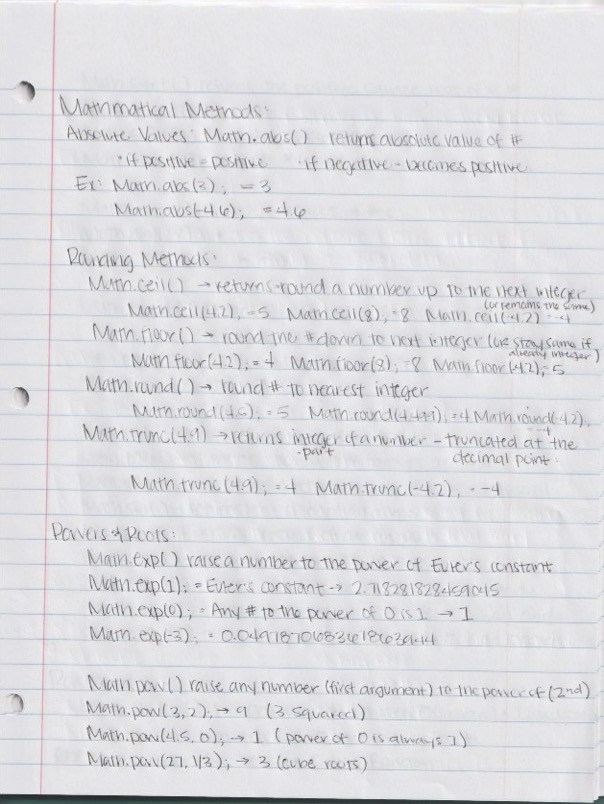 Mathmatical Methods:
Absolute Values: Math.abs() returns absolute value of #
• if positive = positive • if negative - becomes positive
Ex: Math.abs(3); = 3
Math.abs(-4.6); = 4.6
Rounding Methods:
Math.ceil() → returns-round a number up to the next integer
(or remains the same)
Math.ceil(4.2); = 5 Math.ceil(8); = 8 Math.ceil(-4.2) = -4
Math.floor() → round the # down to next integer (or stay same if
already integer)
Math.floor(4.2); = 4 Math.floor(8); = 8 Math.floor(-4.2); = 5
Math.round() → round # to nearest integer
Math.round(4.5); = 5 Math.round(4.499); = 4 Math.round(-4.2);
-4
Math.trunc(4.9) → returns integer of a number - truncated at the
-part decimal point.
Math.trunc(4.9); = 4 Math.trunc(-4.2); = -4
Powers & Roots:
Math.exp() raise a number to the power of Euler's constant
Math.exp(1); = Euler's constant → 2.718281828459045
Math.exp(0); = Any # to the power of 0 is 1 → 1
Math.exp(-3); =
Math.pow() raise any number (first argument) to the power of (2nd)
Math.pow(3, 2); → 9 (3 squared)
Math.pow(4.5, 0); → 1 (power of 0 is always 1)
Math.pow(27, 1/3); → 3 (cube roots)